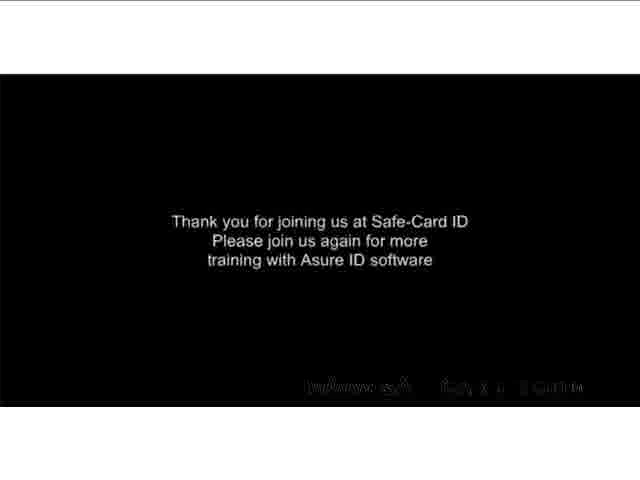 Thank you for joining us at Safe-Card ID
Please join us again for more
training with Asure ID software